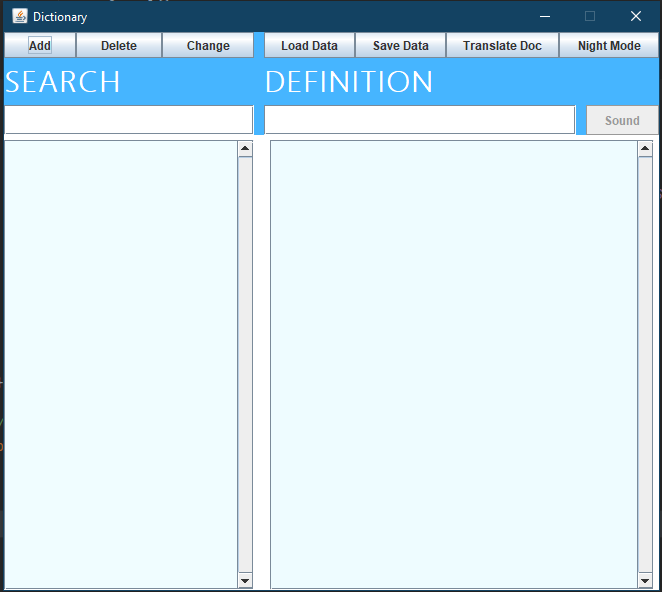 Dictionary
Add Delete Change Load Data Save Data Translate Doc Night Mode
SEARCH DEFINITION
Sound